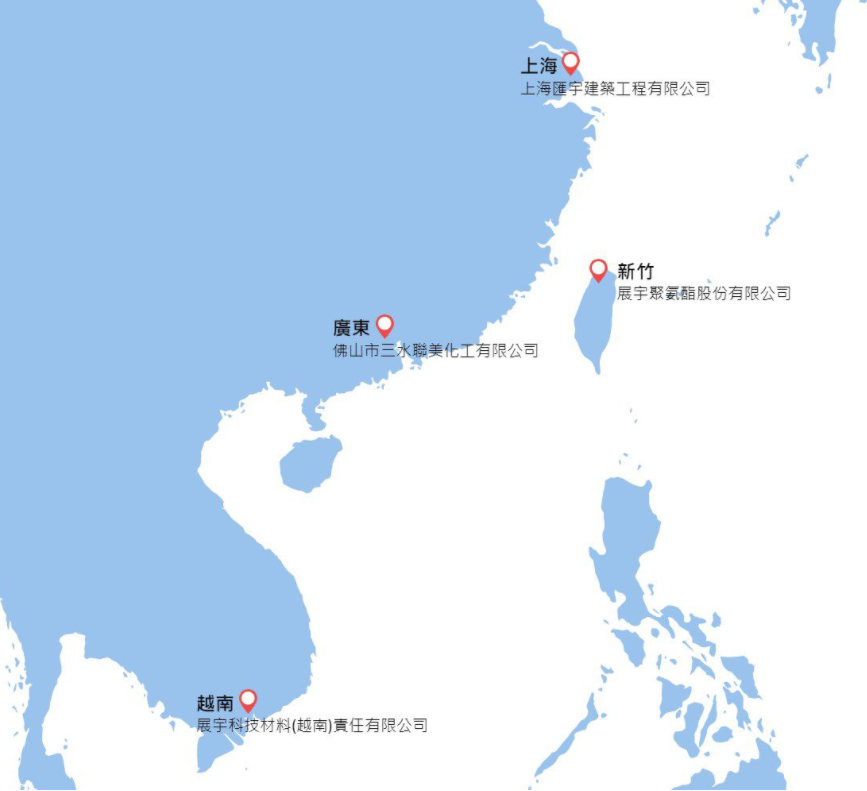 上海
上海匯宇建築工程有限公司
新竹
展宇聚氨酯股份有限公司
廣東
佛山市三水聯美化工有限公司
越南
展宇科技材料(越南)責任有限公司